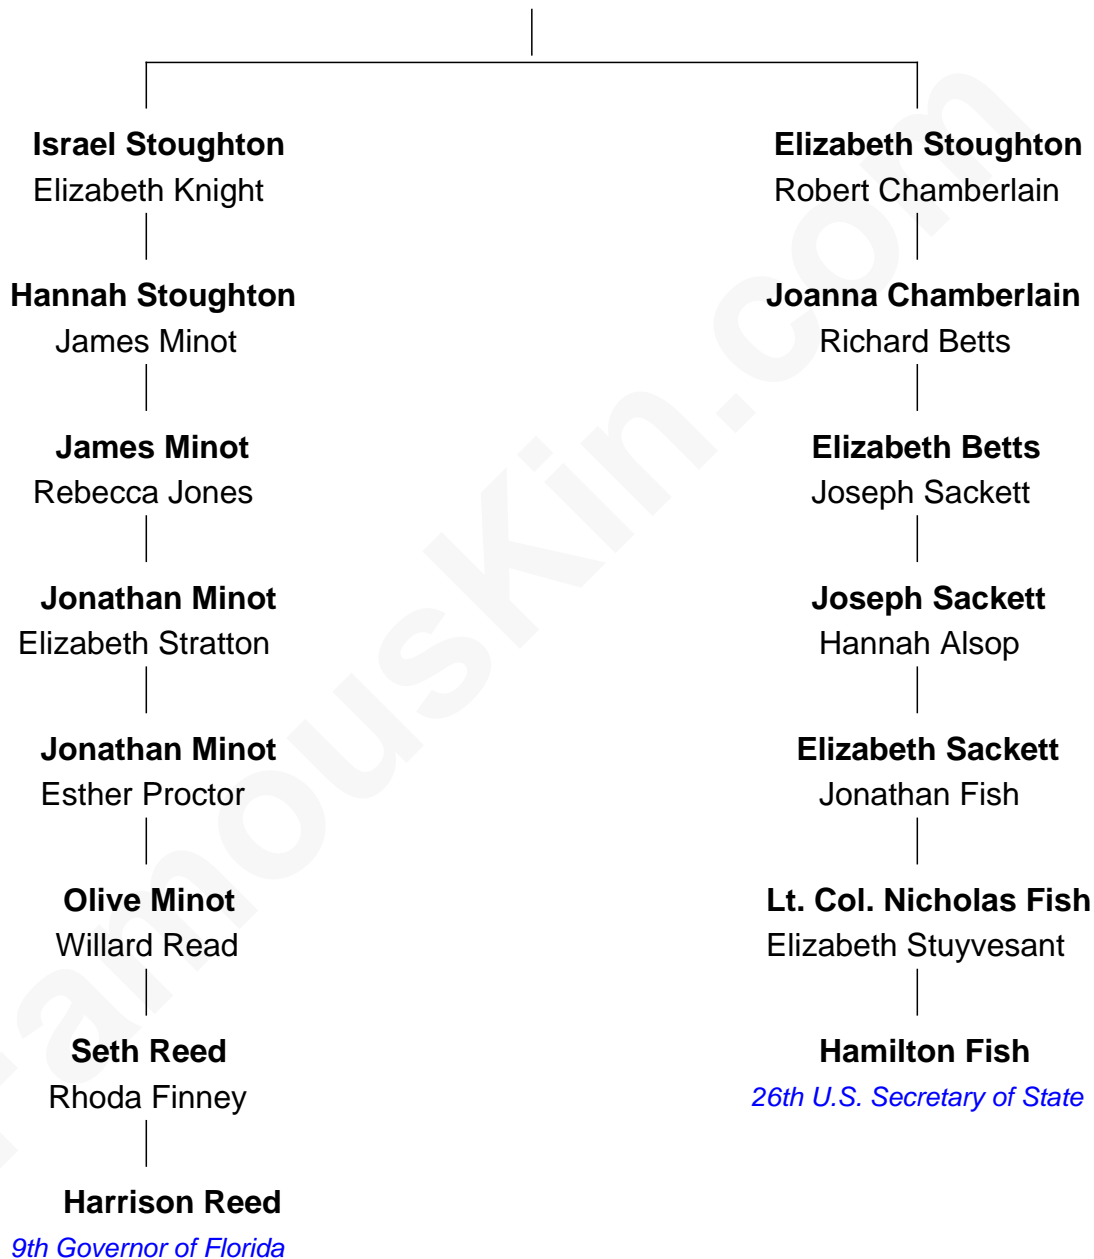 Israel Stoughton
Elizabeth Knight
Hannah Stoughton
James Minot
James Minot
Rebecca Jones
Jonathan Minot
Elizabeth Stratton
Jonathan Minot
Esther Proctor
Olive Minot
Willard Read
Seth Reed
Rhoda Finney
Harrison Reed
9th Governor of Florida
Elizabeth Stoughton
Robert Chamberlain
Joanna Chamberlain
Richard Betts
Elizabeth Betts
Joseph Sackett
Joseph Sackett
Hannah Alsop
Elizabeth Sackett
Jonathan Fish
Lt. Col. Nicholas Fish
Elizabeth Stuyvesant
Hamilton Fish
26th U.S. Secretary of State
FamousKin.com